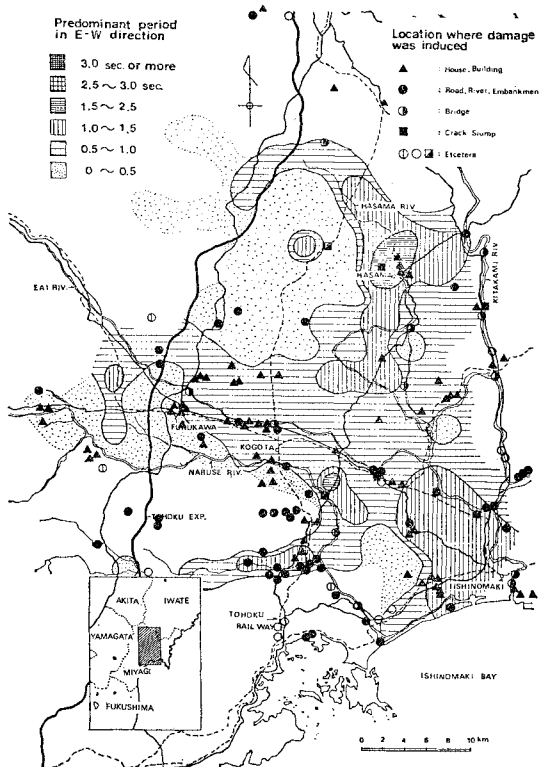 Predominant period
in E-W direction
3.0 sec. or more
2.5 ~ 3.0 sec.
1.5 ~ 2.5
1.0 ~ 1.5
0.5 ~ 1.0
0 ~ 0.5
Location where damage
was induced
: House, Building
: Road, River, Embankmen
: Bridge
: Crack Slump
: Etcetera
HASAMA RIV.
HASAMA
KITAKAMI RIV.
EAI RIV.
FURUKAWA
KOGOTA
NARUSE RIV.
TOHOKU EXP.
ISHINOMAKI
AKITA
IWATE
YAMAGATA
MIYAGI
FUKUSHIMA
TOHOKU
RAIL WAY
ISHINOMAKI BAY
0 2 4 6 8 10 km